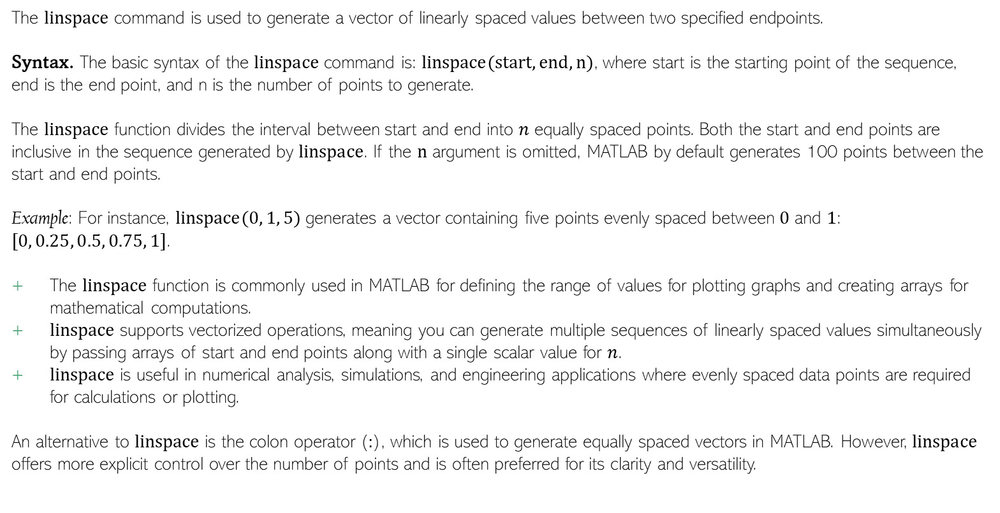 The linspace command is used to generate a vector of linearly spaced values between two specified endpoints.
Syntax. The basic syntax of the linspace command is: linspace(start, end, n), where start is the starting point of the sequence,
end is the end point, and n is the number of points to generate.
The linspace function divides the interval between start and end into n equally spaced points. Both the start and end points are
inclusive in the sequence generated by linspace. If the n argument is omitted, MATLAB by default generates 100 points between the
start and end points.
Example: For instance, linspace(0, 1, 5) generates a vector containing five points evenly spaced between 0 and 1:
[0, 0.25, 0.5, 0.75, 1].
+ The linspace function is commonly used in MATLAB for defining the range of values for plotting graphs and creating arrays for
mathematical computations.
+ linspace supports vectorized operations, meaning you can generate multiple sequences of linearly spaced values simultaneously
by passing arrays of start and end points along with a single scalar value for n.
+ linspace is useful in numerical analysis, simulations, and engineering applications where evenly spaced data points are required
for calculations or plotting.
An alternative to linspace is the colon operator (:), which is used to generate equally spaced vectors in MATLAB. However, linspace
offers more explicit control over the number of points and is often preferred for its clarity and versatility.